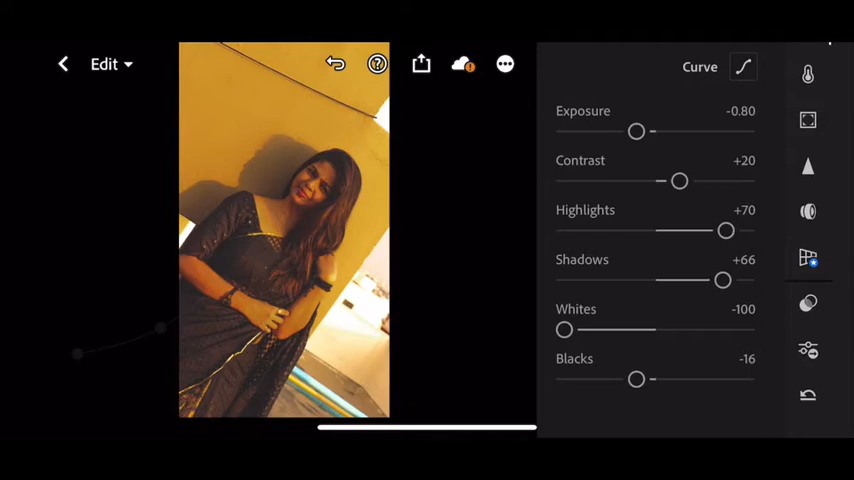 Edit
Curve
Exposure -0.80
Contrast +20
Highlights +70
Shadows +66
Whites -100
Blacks -16